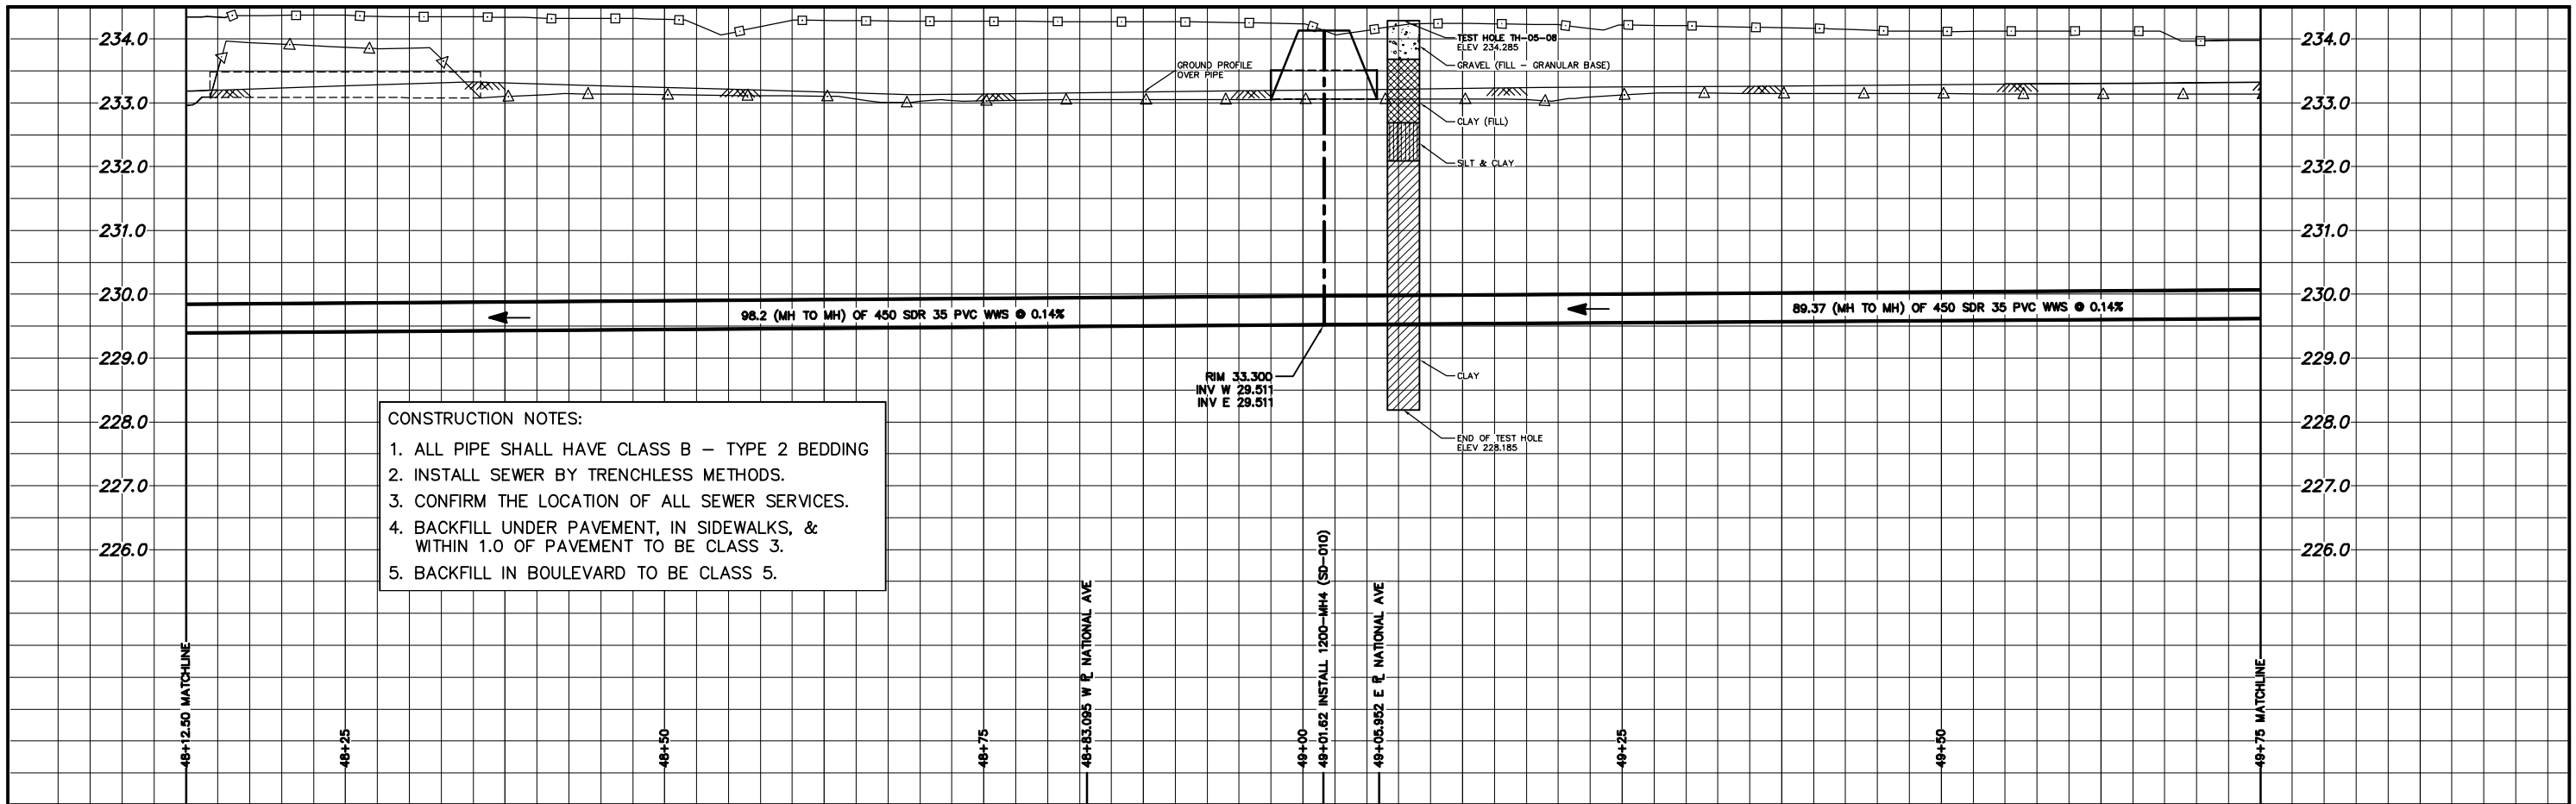 234.0
233.0
232.0
231.0
230.0
229.0
228.0
227.0
226.0
TEST HOLE TH-05-08
ELEV 234.285
GRAVEL (FILL - GRANULAR BASE)
GROUND PROFILE
OVER PIPE
CLAY (FILL)
SILT & CLAY
98.2 (MH TO MH) OF 450 SDR 35 PVC WWS @ 0.14%
89.37 (MH TO MH) OF 450 SDR 35 PVC WWS @ 0.14%
RIM 33.300
INV W 29.511
INV E 29.511
CLAY
END OF TEST HOLE
ELEV 228.185
CONSTRUCTION NOTES:
1. ALL PIPE SHALL HAVE CLASS B - TYPE 2 BEDDING
2. INSTALL SEWER BY TRENCHLESS METHODS.
3. CONFIRM THE LOCATION OF ALL SEWER SERVICES.
4. BACKFILL UNDER PAVEMENT, IN SIDEWALKS, &
WITHIN 1.0 OF PAVEMENT TO BE CLASS 3.
5. BACKFILL IN BOULEVARD TO BE CLASS 5.
234.0
233.0
232.0
231.0
230.0
229.0
228.0
227.0
226.0
48+12.50 MATCHLINE
48+25
48+50
48+75
48+83.095 W PL NATIONAL AVE
49+00
49+01.62 INSTALL 1200-MH4 (SD-010)
49+05.952 E PL NATIONAL AVE
49+25
49+50
49+75 MATCHLINE